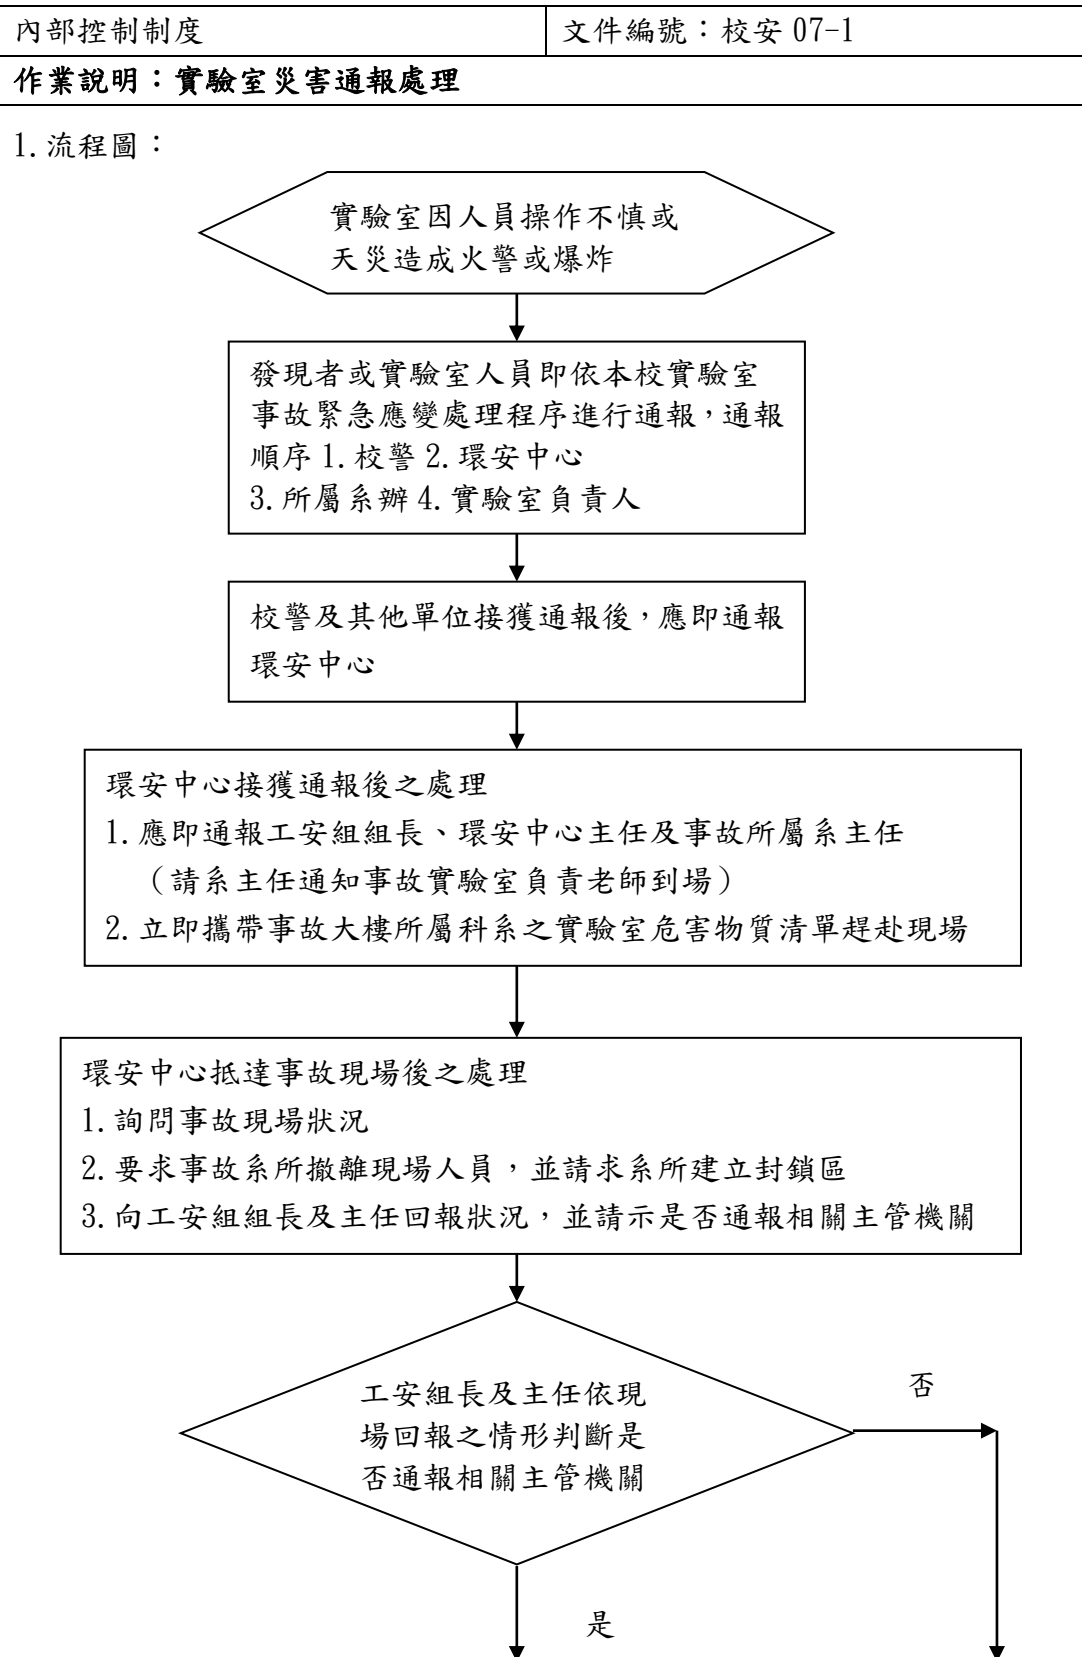 內部控制制度
文件編號：校安 07-1
作業說明：實驗室災害通報處理
1.流程圖：
實驗室因人員操作不慎或
天災造成火警或爆炸
發現者或實驗室人員即依本校實驗室
事故緊急應變處理程序進行通報，通報
順序 1.校警 2.環安中心
3.所屬系辦 4.實驗室負責人
校警及其他單位接獲通報後，應即通報
環安中心
環安中心接獲通報後之處理
1.應即通報工安組組長、環安中心主任及事故所屬系主任
（請系主任通知事故實驗室負責老師到場）
2.立即攜帶事故大樓所屬科系之實驗室危害物質清單趕赴現場
環安中心抵達事故現場後之處理
1.詢問事故現場狀況
2.要求事故系所撤離現場人員，並請求系所建立封鎖區
3.向工安組組長及主任回報狀況，並請示是否通報相關主管機關
工安組長及主任依現
場回報之情形判斷是
否通報相關主管機關
否
是